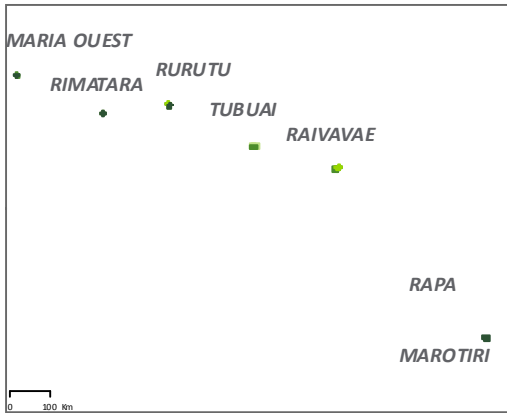 MARIA OUEST
RURUTU
RIMATARA
TUBUAI
RAIVAVAE
RAPA
MAROTIRI
0 100 Km